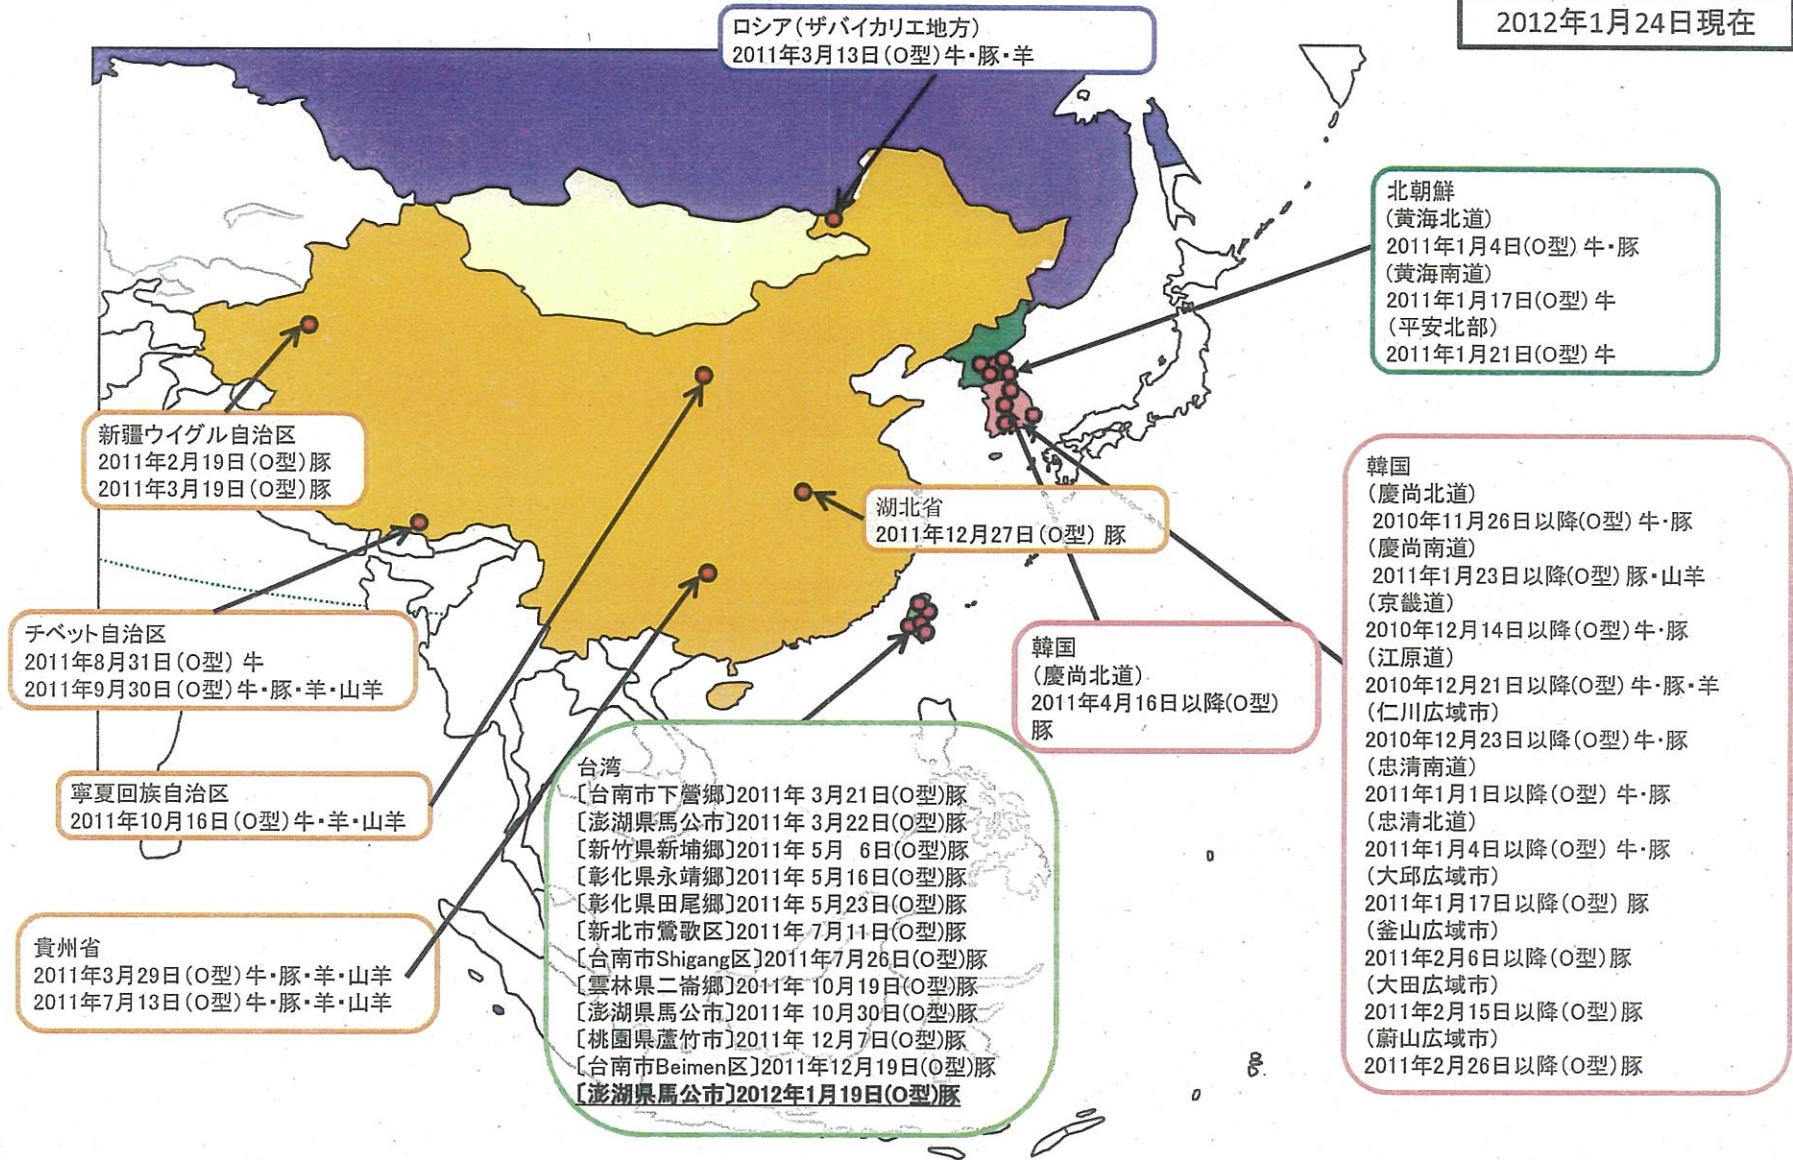 2012年1月24日現在
ロシア(ザバイカリエ地方)
2011年3月13日(O型)牛・豚・羊
北朝鮮
(黄海北道)
2011年1月4日(O型) 牛・豚
(黄海南道)
2011年1月17日(O型) 牛
(平安北部)
2011年1月21日(O型) 牛
新疆ウイグル自治区
2011年2月19日(O型)豚
2011年3月19日(O型)豚
湖北省
2011年12月27日(O型) 豚
チベット自治区
2011年8月31日(O型) 牛
2011年9月30日(O型)牛・豚・羊・山羊
寧夏回族自治区
2011年10月16日(O型)牛・羊・山羊
貴州省
2011年3月29日(O型)牛・豚・羊・山羊
2011年7月13日(O型)牛・豚・羊・山羊
台湾
[台南市下營郷]2011年 3月21日(O型)豚
[澎湖県馬公市]2011年 3月22日(O型)豚
[新竹県新埔郷]2011年 5月 6日(O型)豚
[彰化県永靖郷]2011年 5月16日(O型)豚
[彰化県田尾郷]2011年 5月23日(O型)豚
[新北市鶯歌区]2011年 7月11日(O型)豚
[台南市Shigang区]2011年7月26日(O型)豚
[雲林県二崙郷]2011年 10月19日(O型)豚
[澎湖県馬公市]2011年 10月30日(O型)豚
[桃園県蘆竹市]2011年 12月7日(O型)豚
[台南市Beimen区]2011年12月19日(O型)豚
[澎湖県馬公市]2012年1月19日(O型)豚
韓国
(慶尚北道)
2011年4月16日以降(O型)
豚
韓国
(慶尚北道)
2010年11月26日以降(O型) 牛・豚
(慶尚南道)
2011年1月23日以降(O型) 豚・山羊
(京畿道)
2010年12月14日以降(O型)牛・豚
(江原道)
2010年12月21日以降(O型) 牛・豚・羊
(仁川広域市)
2010年12月23日以降(O型)牛・豚
(忠清南道)
2011年1月1日以降(O型) 牛・豚
(忠清北道)
2011年1月4日以降(O型) 牛・豚
(大邱広域市)
2011年1月17日以降(O型) 豚
(釜山広域市)
2011年2月6日以降(O型)豚
(大田広域市)
2011年2月15日以降(O型)豚
(蔚山広域市)
2011年2月26日以降(O型)豚